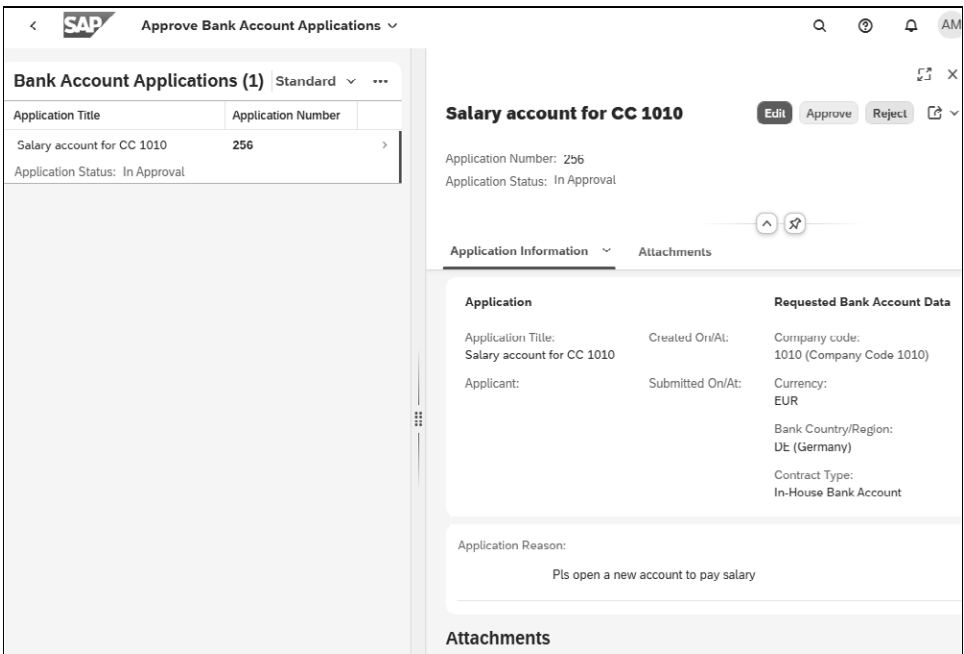 SAP Approve Bank Account Applications
AM
Bank Account Applications (1) Standard
Application Title Application Number
Salary account for CC 1010 256
Application Status: In Approval
Salary account for CC 1010 Edit Approve Reject
Application Number: 256
Application Status: In Approval
Application Information Attachments
Application Requested Bank Account Data
Application Title: Created On/At: Company code:
Salary account for CC 1010 1010 (Company Code 1010)
Applicant: Submitted On/At: Currency:
EUR
Bank Country/Region:
DE (Germany)
Contract Type:
In-House Bank Account
Application Reason:
Pls open a new account to pay salary
Attachments